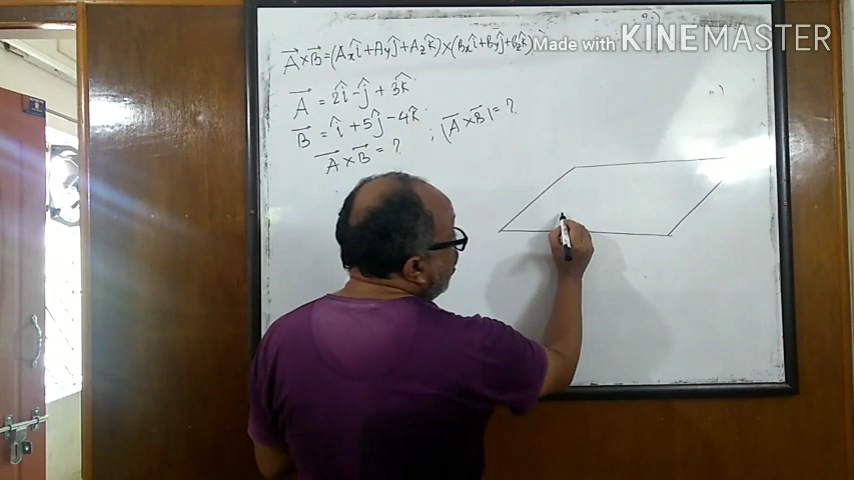 Made with KINEMASTER
A⃗ × B⃗ = (Axî + Ayĵ + Azk̂) × (Bxî + Byĵ + Bzk̂)
A⃗ = 2î − ĵ + 3k̂
B⃗ = î + 5ĵ − 4k̂
A⃗ × B⃗ = ? ; |A⃗ × B⃗| = ?